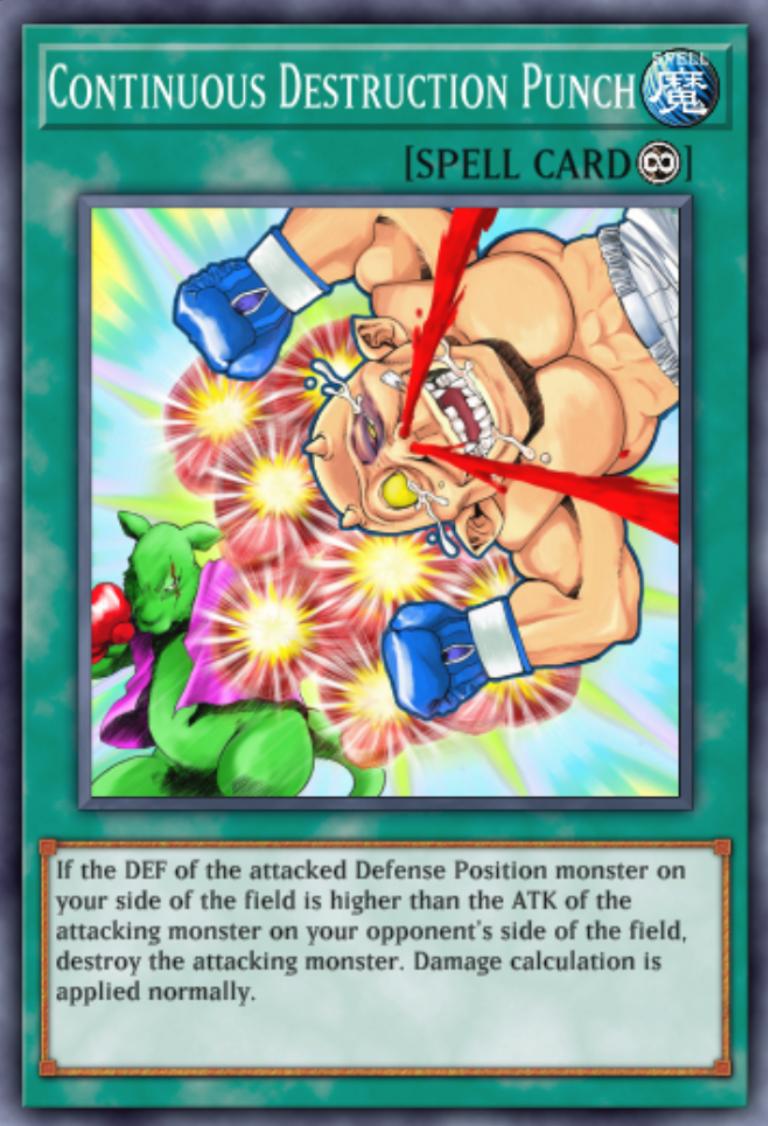 CONTINUOUS DESTRUCTION PUNCH
SPELL
魔
[SPELL CARD∞]
If the DEF of the attacked Defense Position monster on
your side of the field is higher than the ATK of the
attacking monster on your opponent's side of the field,
destroy the attacking monster. Damage calculation is
applied normally.